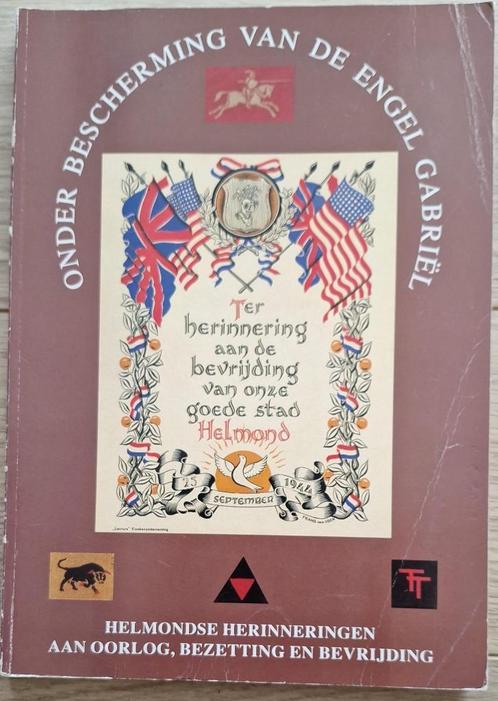 ONDER BESCHERMING VAN DE ENGEL GABRIËL
Ter
herinnering
aan de
bevrijding
van onze
goede stad
Helmond
25 SEPTEMBER 1944
TT
HELMONDSE HERINNERINGEN
AAN OORLOG, BEZETTING EN BEVRIJDING